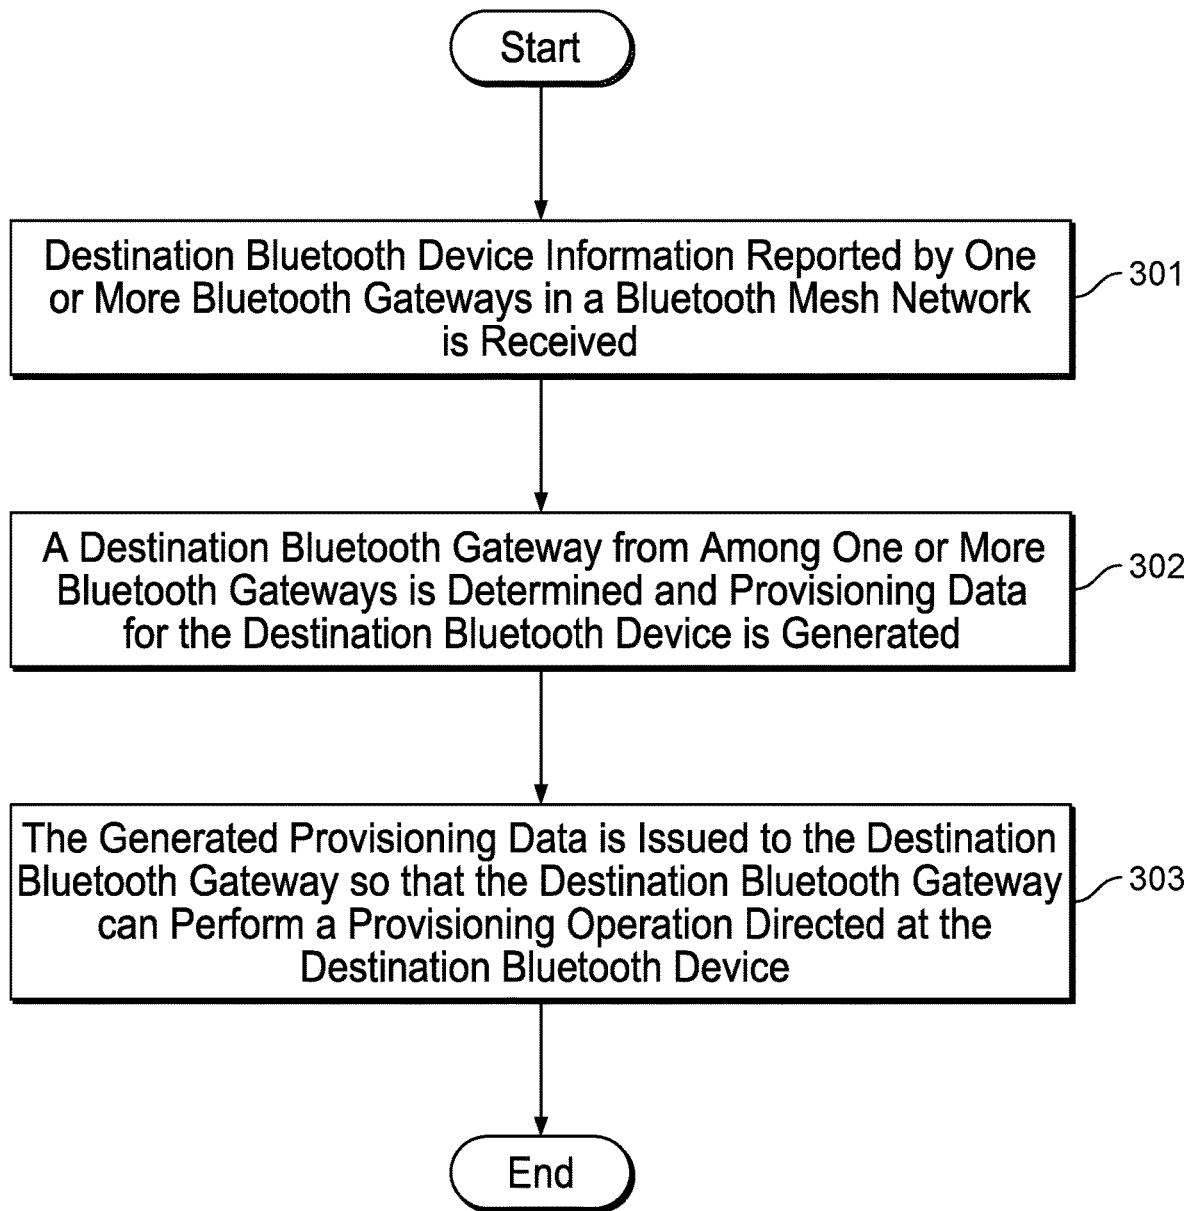 Start
Destination Bluetooth Device Information Reported by One
or More Bluetooth Gateways in a Bluetooth Mesh Network
is Received
301
A Destination Bluetooth Gateway from Among One or More
Bluetooth Gateways is Determined and Provisioning Data
for the Destination Bluetooth Device is Generated
302
The Generated Provisioning Data is Issued to the Destination
Bluetooth Gateway so that the Destination Bluetooth Gateway
can Perform a Provisioning Operation Directed at the
Destination Bluetooth Device
303
End